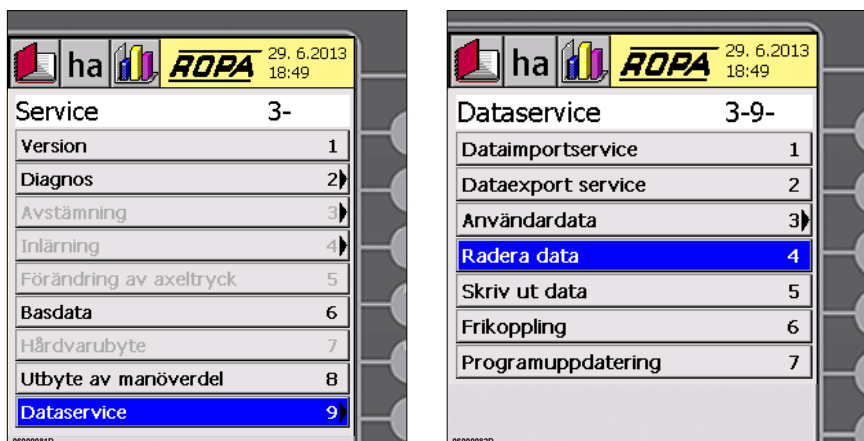 ha ROPA 29. 6.2013
18:49
Service 3-
Version 1
Diagnos 2
Avstämning 3
Inlärning 4
Förändring av axeltryck 5
Basdata 6
Hårdvarubyte 7
Utbyte av manöverdel 8
Dataservice 9
ha ROPA 29. 6.2013
18:49
Dataservice 3-9-
Dataimportservice 1
Dataexport service 2
Användardata 3
Radera data 4
Skriv ut data 5
Frikoppling 6
Programuppdatering 7